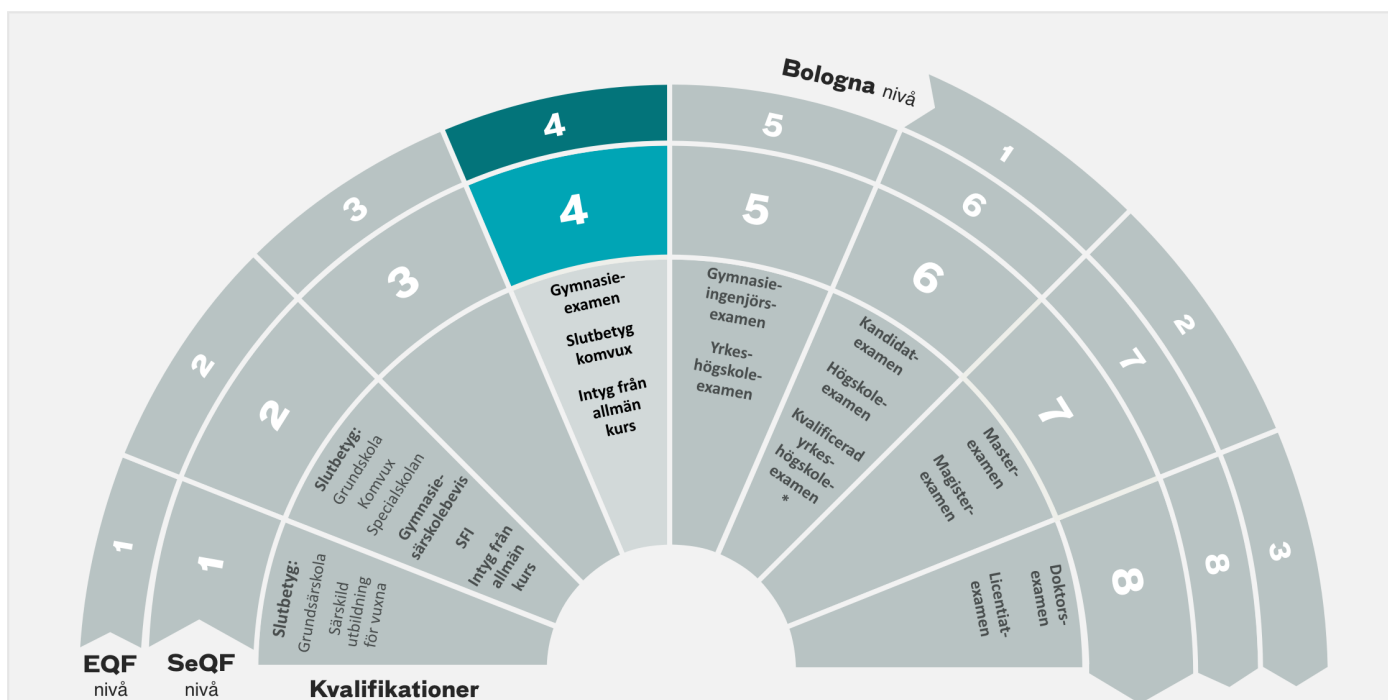 Bologna nivå
1
2
3
1
2
3
4
5
6
7
8
1
2
3
4
5
6
7
8
Slutbetyg:
Grundsärskola
Särskild
utbildning
för vuxna
Slutbetyg:
Grundskola
Komvux
Specialskolan
Gymnasie-
särskolebevis
SFI
Intyg från
allmän
kurs
Gymnasie-
examen
Slutbetyg
komvux
Intyg från
allmän
kurs
Gymnasie-
ingenjörs-
examen
Yrkes-
högskole-
examen
Kandidat-
examen
Högskole-
examen
Kvalificerad
yrkes-
högskole-
examen
*
Master-
examen
Magister-
examen
Doktors-
examen
Licentiat-
examen
EQF
nivå
SeQF
nivå
Kvalifikationer